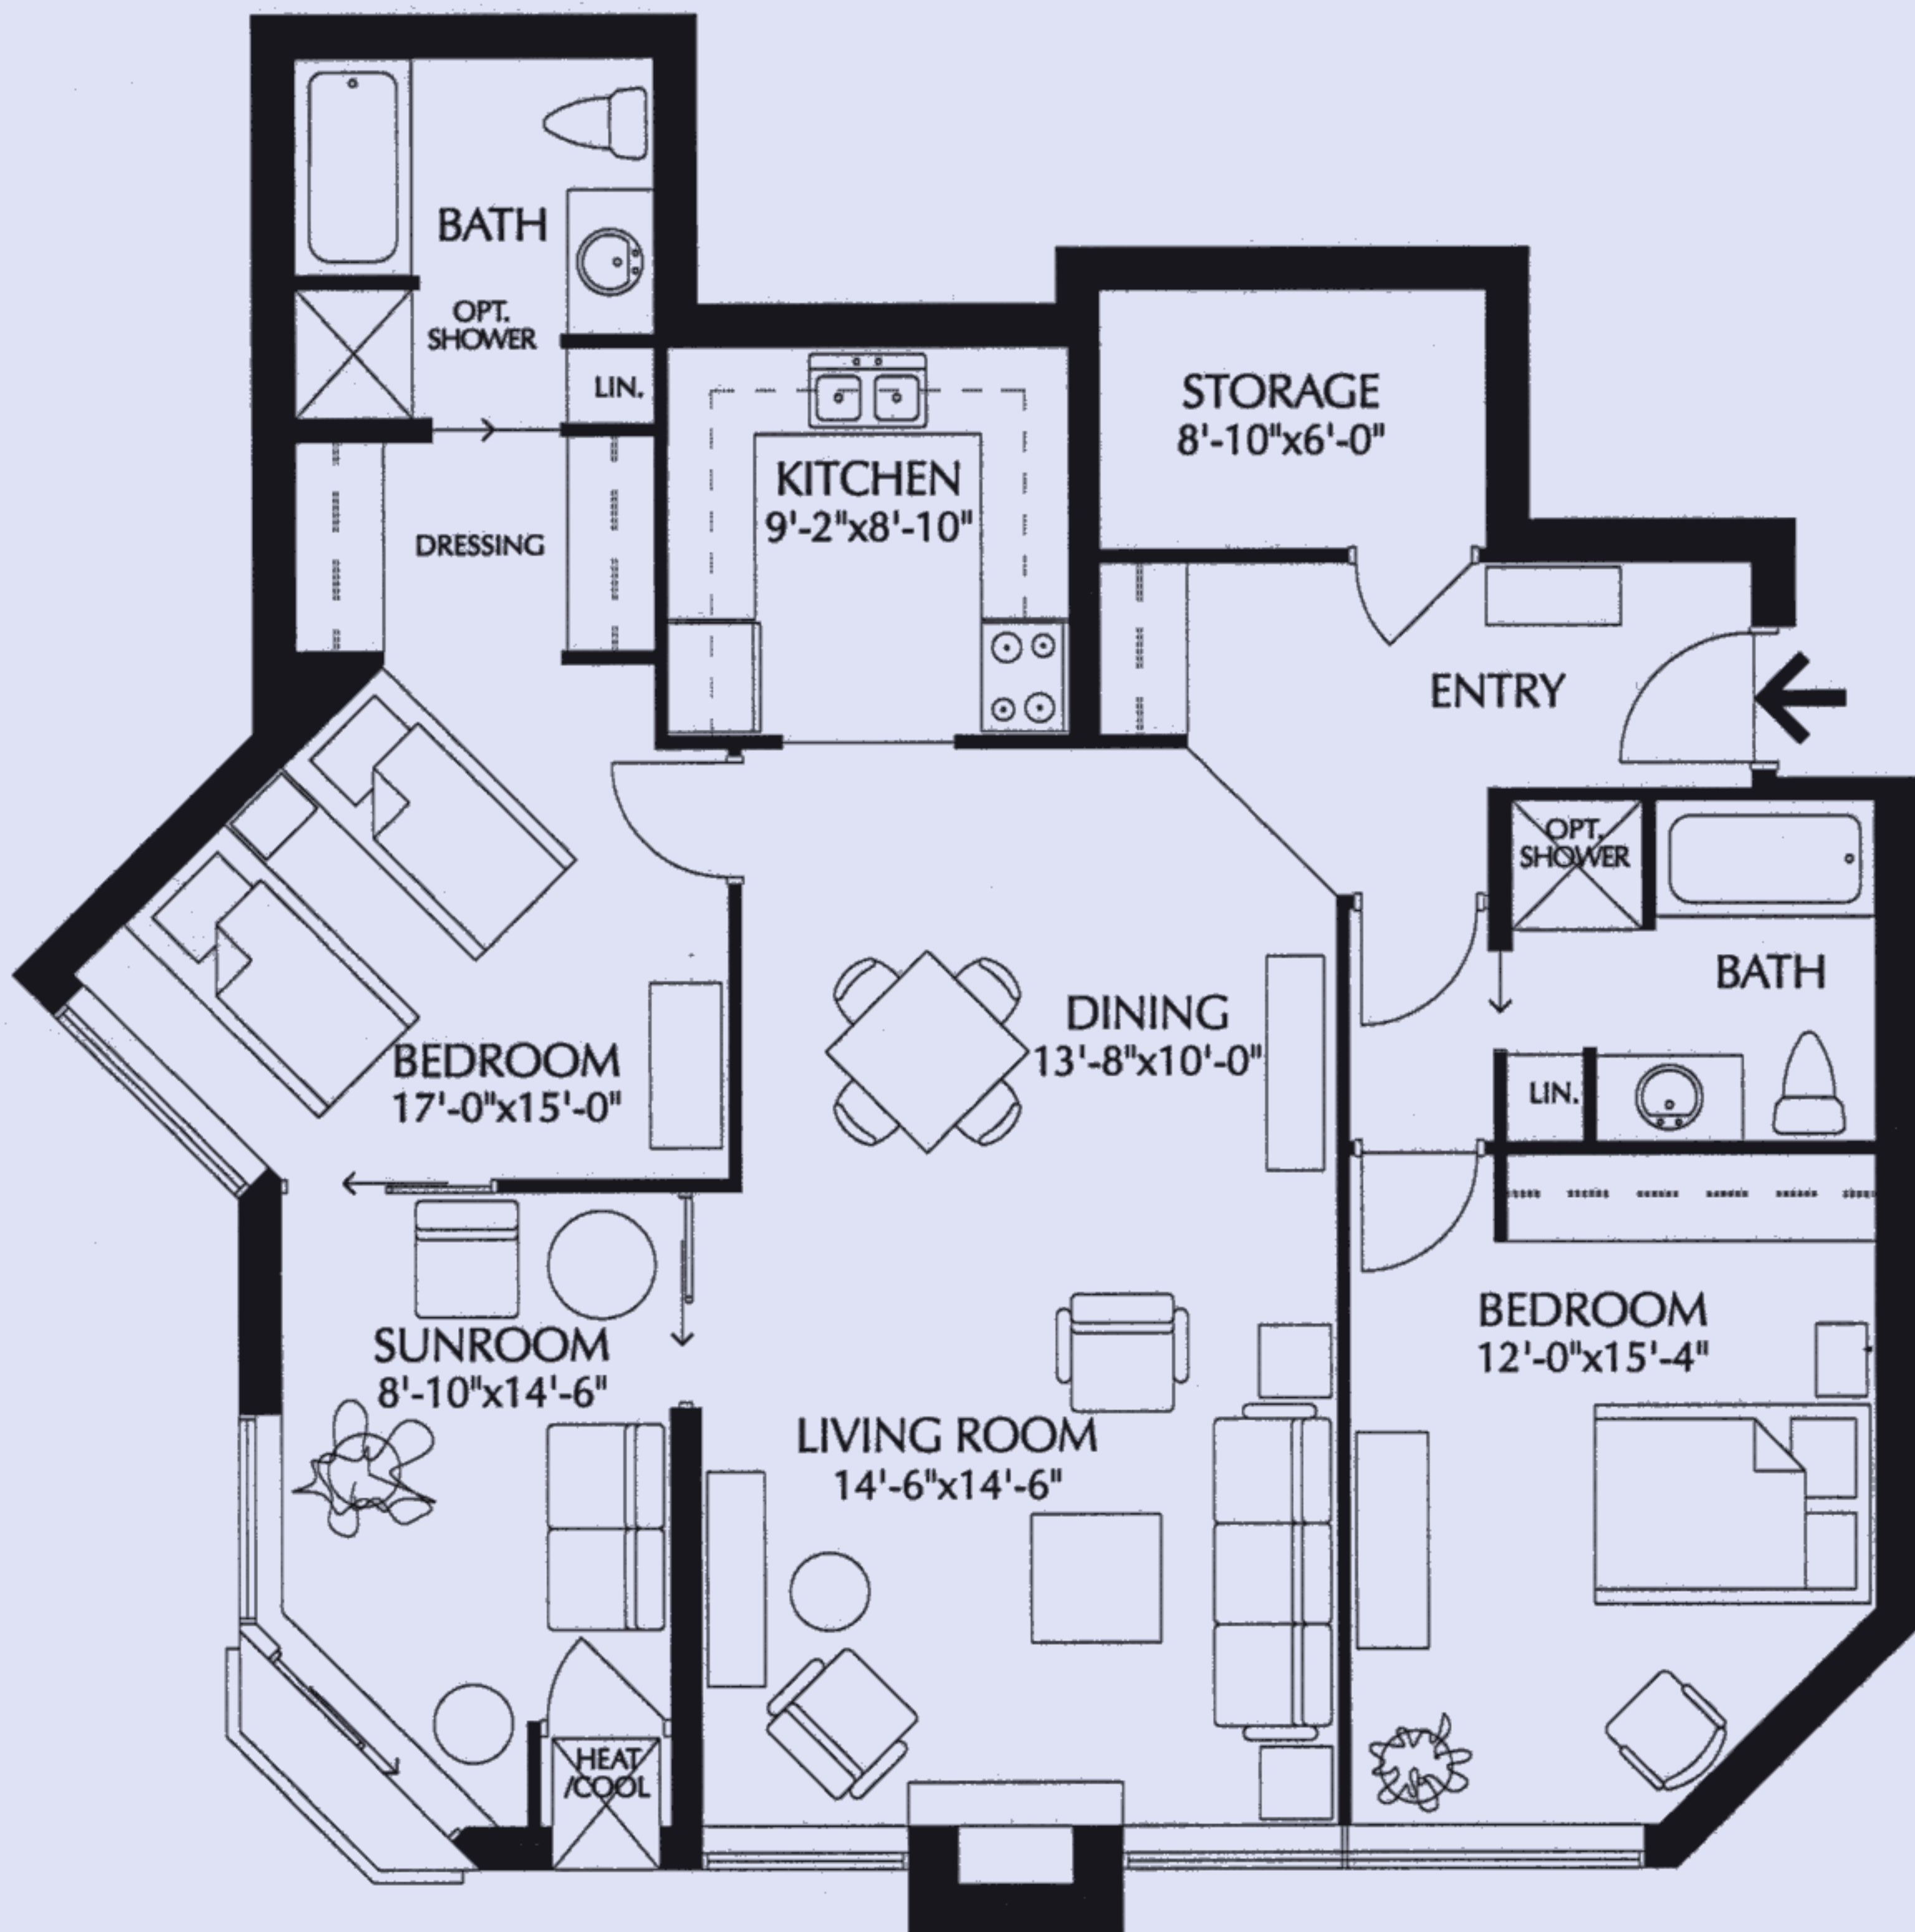 BATH
OPT.
SHOWER
LIN.
DRESSING
KITCHEN
9'-2"x8'-10"
STORAGE
8'-10"x6'-0"
ENTRY
OPT.
SHOWER
BATH
LIN.
BEDROOM
17'-0"x15'-0"
DINING
13'-8"x10'-0"
SUNROOM
8'-10"x14'-6"
LIVING ROOM
14'-6"x14'-6"
BEDROOM
12'-0"x15'-4"
HEAT
/COOL